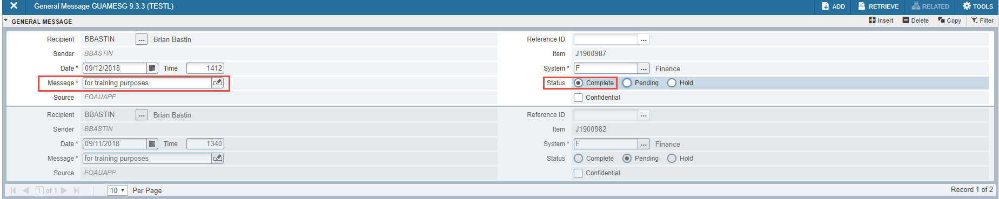 General Message GUAMESG 9.3.3 (TESTL) ADD RETRIEVE RELATED TOOLS
GENERAL MESSAGE Insert Delete Copy Filter
Recipient BBASTIN ... Brian Bastin Reference ID ...
Sender BBASTIN Item J1900987
Date * 09/12/2018 Time 1412 System * F ... Finance
Message * for training purposes Status Complete Pending Hold
Source FOAUAPP Confidential
Recipient BBASTIN ... Brian Bastin Reference ID ...
Sender BBASTIN Item J1900982
Date * 09/11/2018 Time 1340 System * F ... Finance
Message * for training purposes Status Complete Pending Hold
Source FOAUAPP Confidential
1 of 1 10 Per Page Record 1 of 2